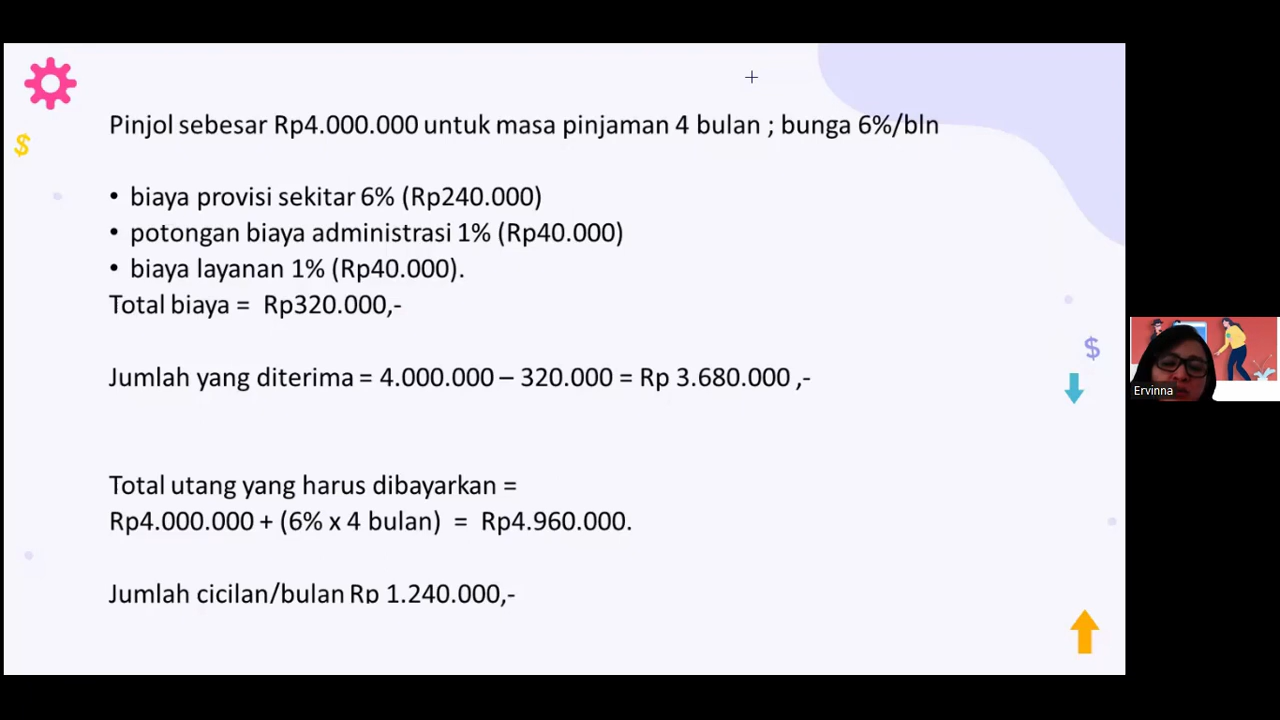 Pinjol sebesar Rp4.000.000 untuk masa pinjaman 4 bulan ; bunga 6%/bln
• biaya provisi sekitar 6% (Rp240.000)
• potongan biaya administrasi 1% (Rp40.000)
• biaya layanan 1% (Rp40.000).
Total biaya = Rp320.000,-
Jumlah yang diterima = 4.000.000 – 320.000 = Rp 3.680.000 ,-
Total utang yang harus dibayarkan =
Rp4.000.000 + (6% x 4 bulan) = Rp4.960.000.
Jumlah cicilan/bulan Rp 1.240.000,-
$
$
Ervinna